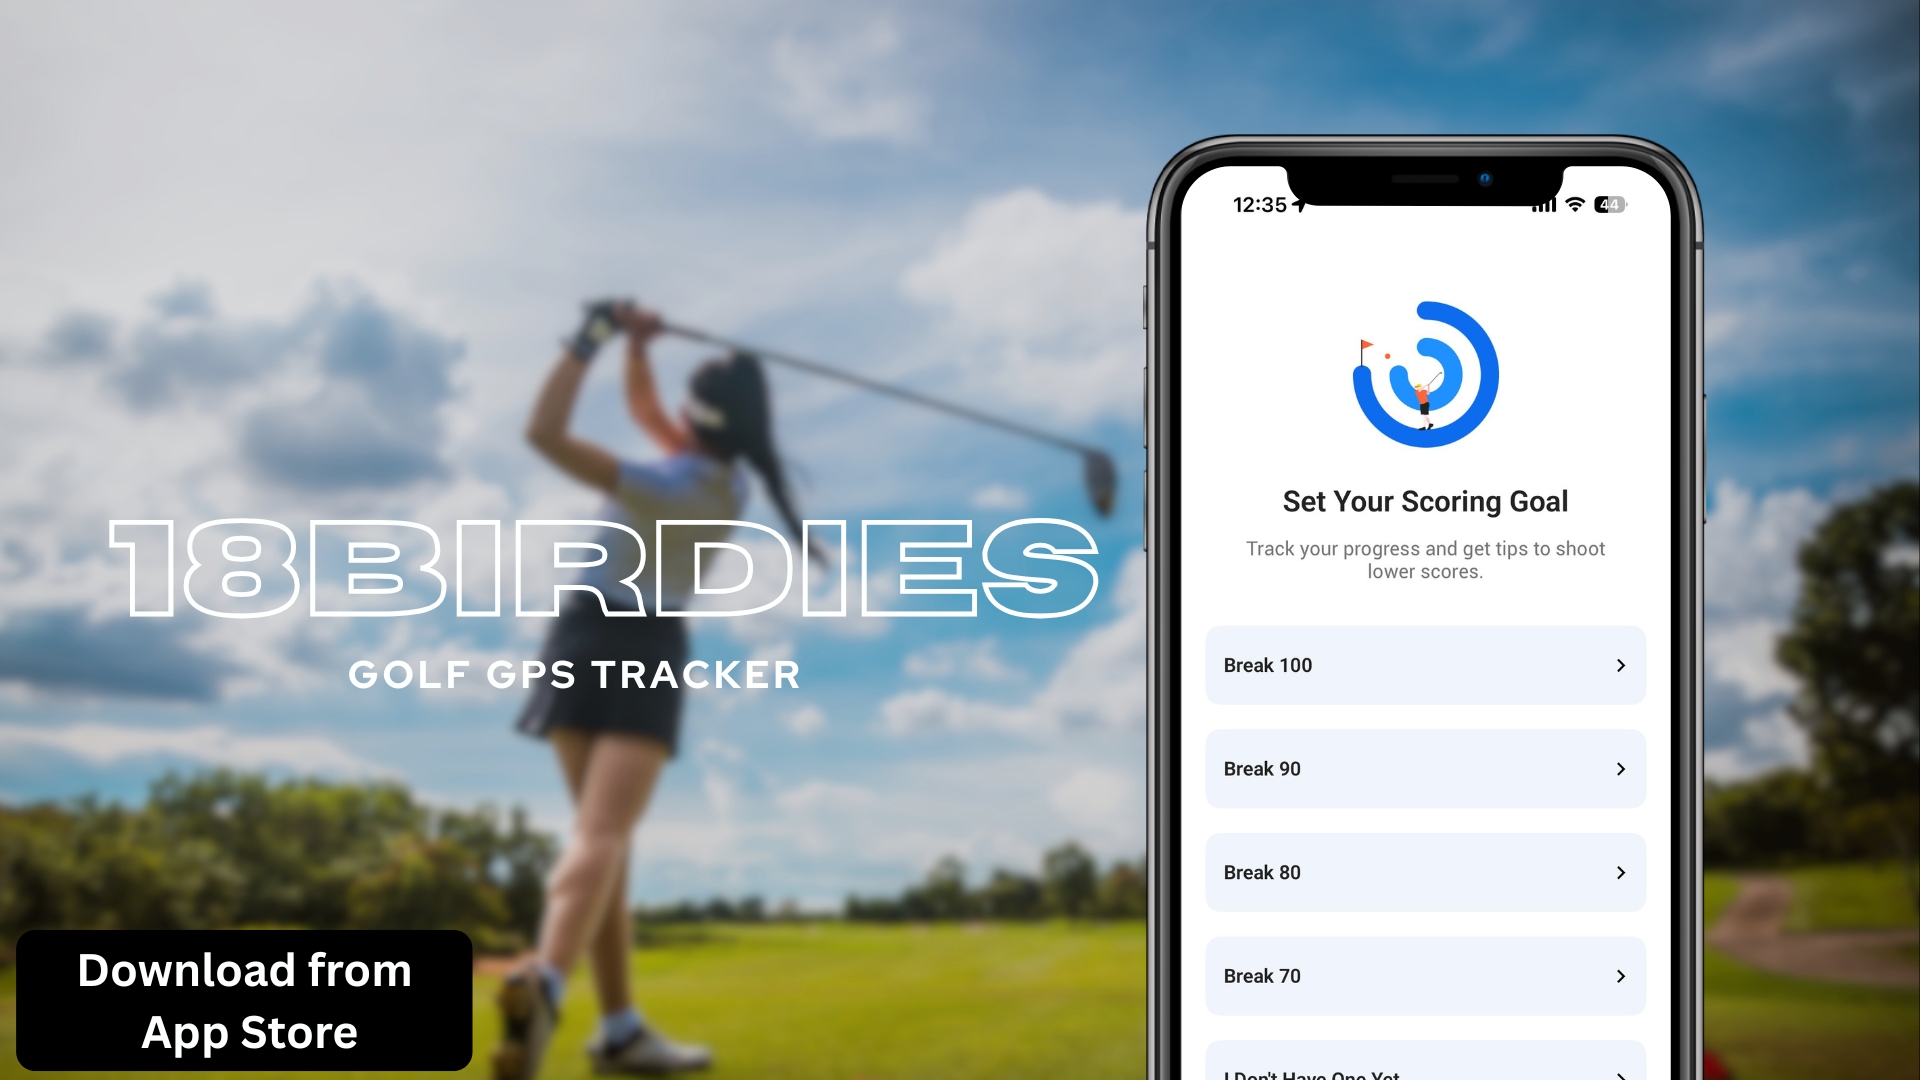 18BIRDIES
GOLF GPS TRACKER
Download from
App Store
12:35
44
Set Your Scoring Goal
Track your progress and get tips to shoot
lower scores.
Break 100
Break 90
Break 80
Break 70
I Don't Have One Yet